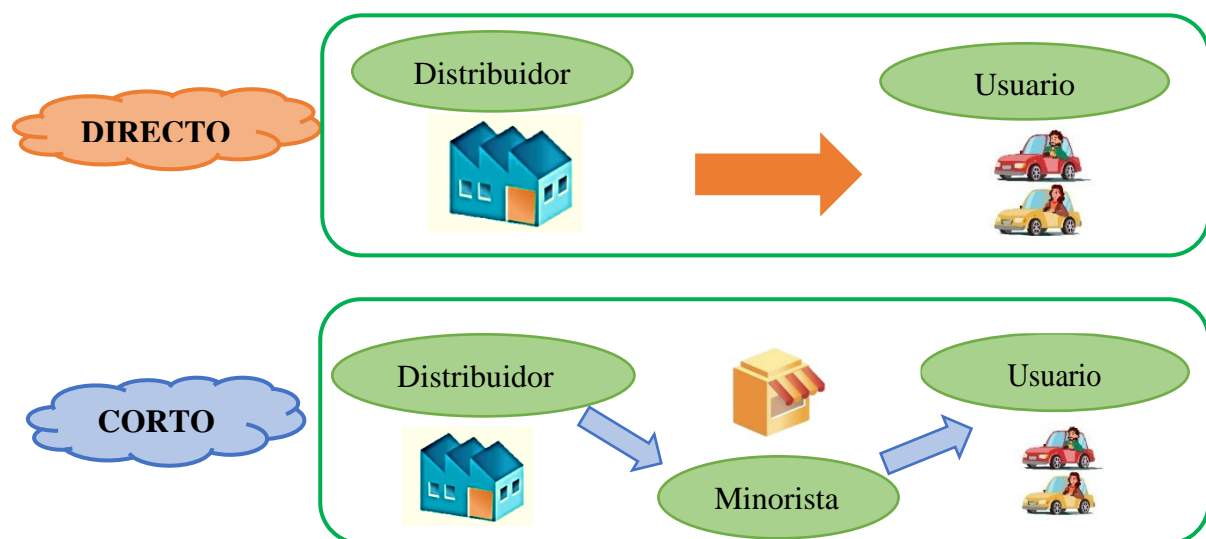 Distribuidor
Usuario
DIRECTO
Distribuidor
Usuario
CORTO
Minorista